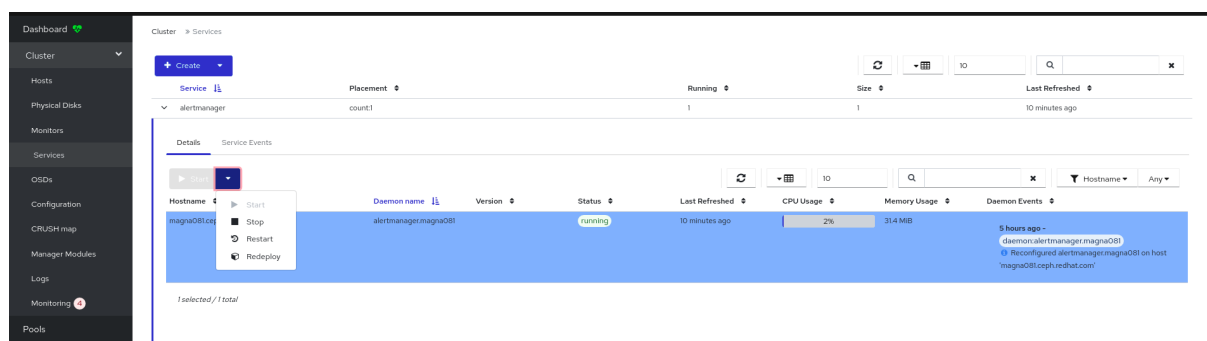 Dashboard
Cluster » Services
Cluster
+ Create
10
Hosts
Service Placement Running Size Last Refreshed
Physical Disks
alertmanager count:1 1 1 10 minutes ago
Monitors
Details Service Events
Services
OSDs
Start 10 Hostname Any
Configuration
Hostname Daemon name Version Status Last Refreshed CPU Usage Memory Usage Daemon Events
Start
magna081.cep alertmanager.magna081 running 10 minutes ago 2% 31.4 MiB
Stop
5 hours ago -
CRUSH map
Restart
daemon:alertmanager.magna081
Manager Modules
Redeploy
Reconfigured alertmanager.magna081 on host
'magna081.ceph.redhat.com'
Logs
Monitoring 4
1 selected / 1 total
Pools